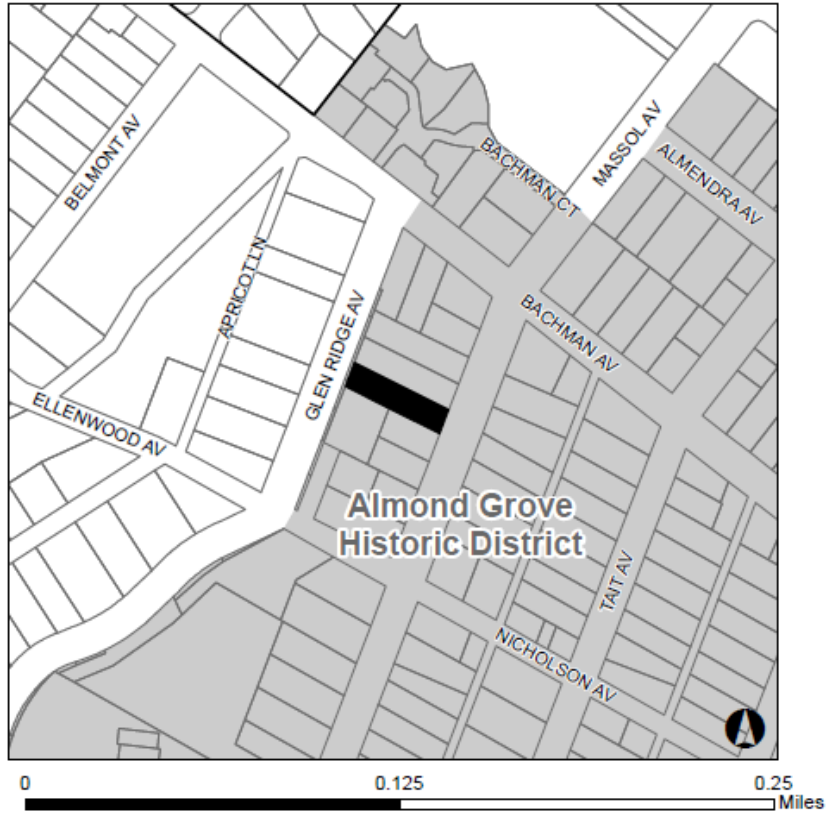 MASSOL AV
BACHMAN CT
ALMENDRA AV
BELMONT AV
APRICOT LN
GLEN RIDGE AV
BACHMAN AV
ELLENWOOD AV
Almond Grove
Historic District
TAIT AV
NICHOLSON AV
0 0.125 0.25
Miles